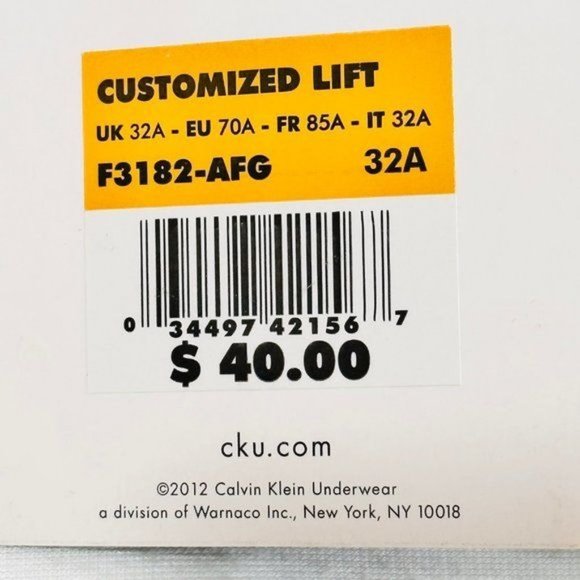 CUSTOMIZED LIFT
UK 32A - EU 70A - FR 85A - IT 32A
F3182-AFG 32A
0 34497 42156 7
$ 40.00
cku.com
©2012 Calvin Klein Underwear
a division of Warnaco Inc., New York, NY 10018